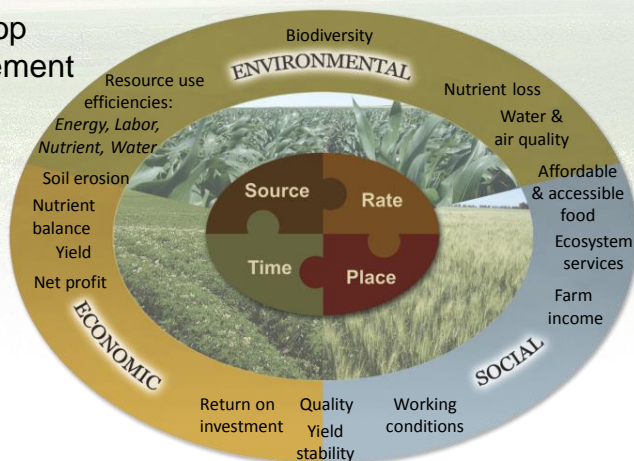 op
ement
Biodiversity
ENVIRONMENTAL
Resource use
efficiencies:
Energy, Labor,
Nutrient, Water
Nutrient loss
Water &
air quality
Soil erosion
Nutrient
balance
Yield
Net profit
ECONOMIC
Source
Rate
Time
Place
Affordable
& accessible
food
Ecosystem
services
Farm
income
SOCIAL
Return on
investment
Quality
Yield
stability
Working
conditions